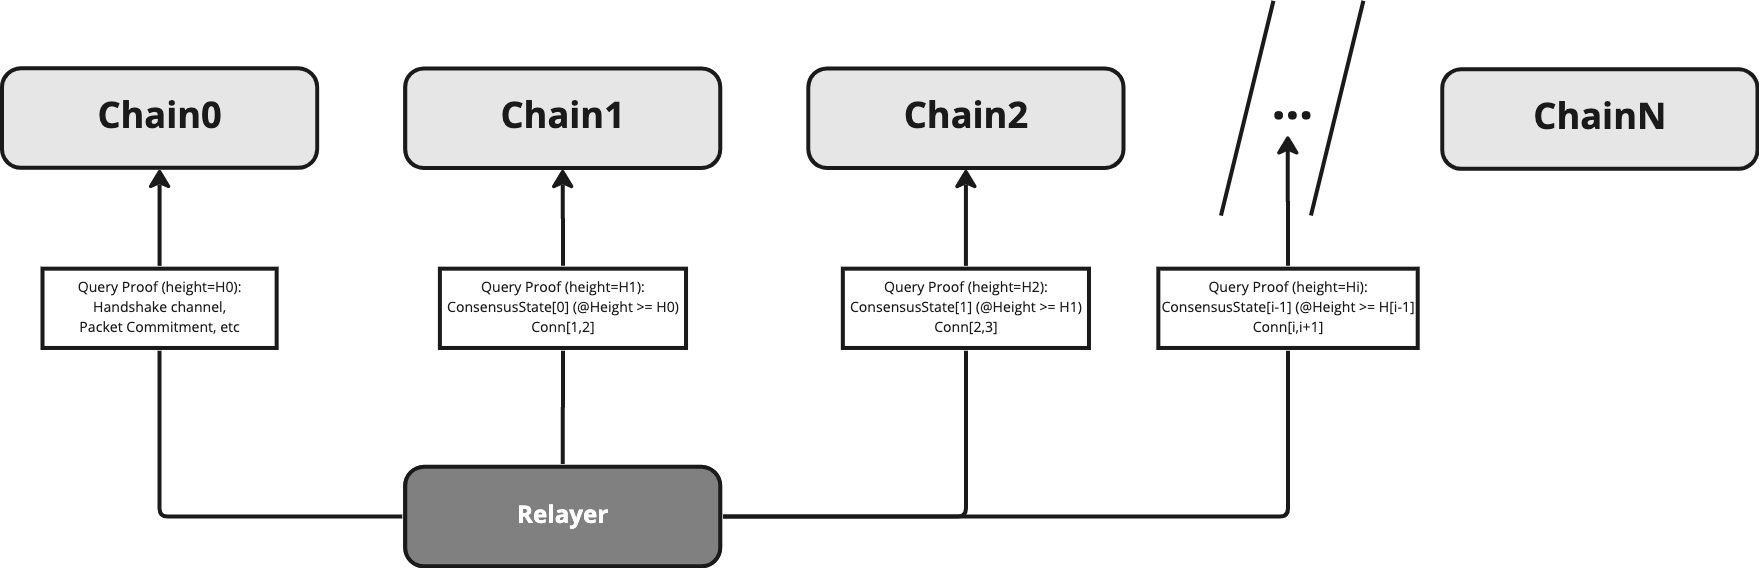 Chain0
Chain1
Chain2
...
ChainN
Query Proof (height=H0):
Handshake channel,
Packet Commitment, etc
Query Proof (height=H1):
ConsensusState[0] (@Height >= H0)
Conn[1,2]
Query Proof (height=H2):
ConsensusState[1] (@Height >= H1)
Conn[2,3]
Query Proof (height=Hi):
ConsensusState[i-1] (@Height >= H[i-1]
Conn[i,i+1]
Relayer